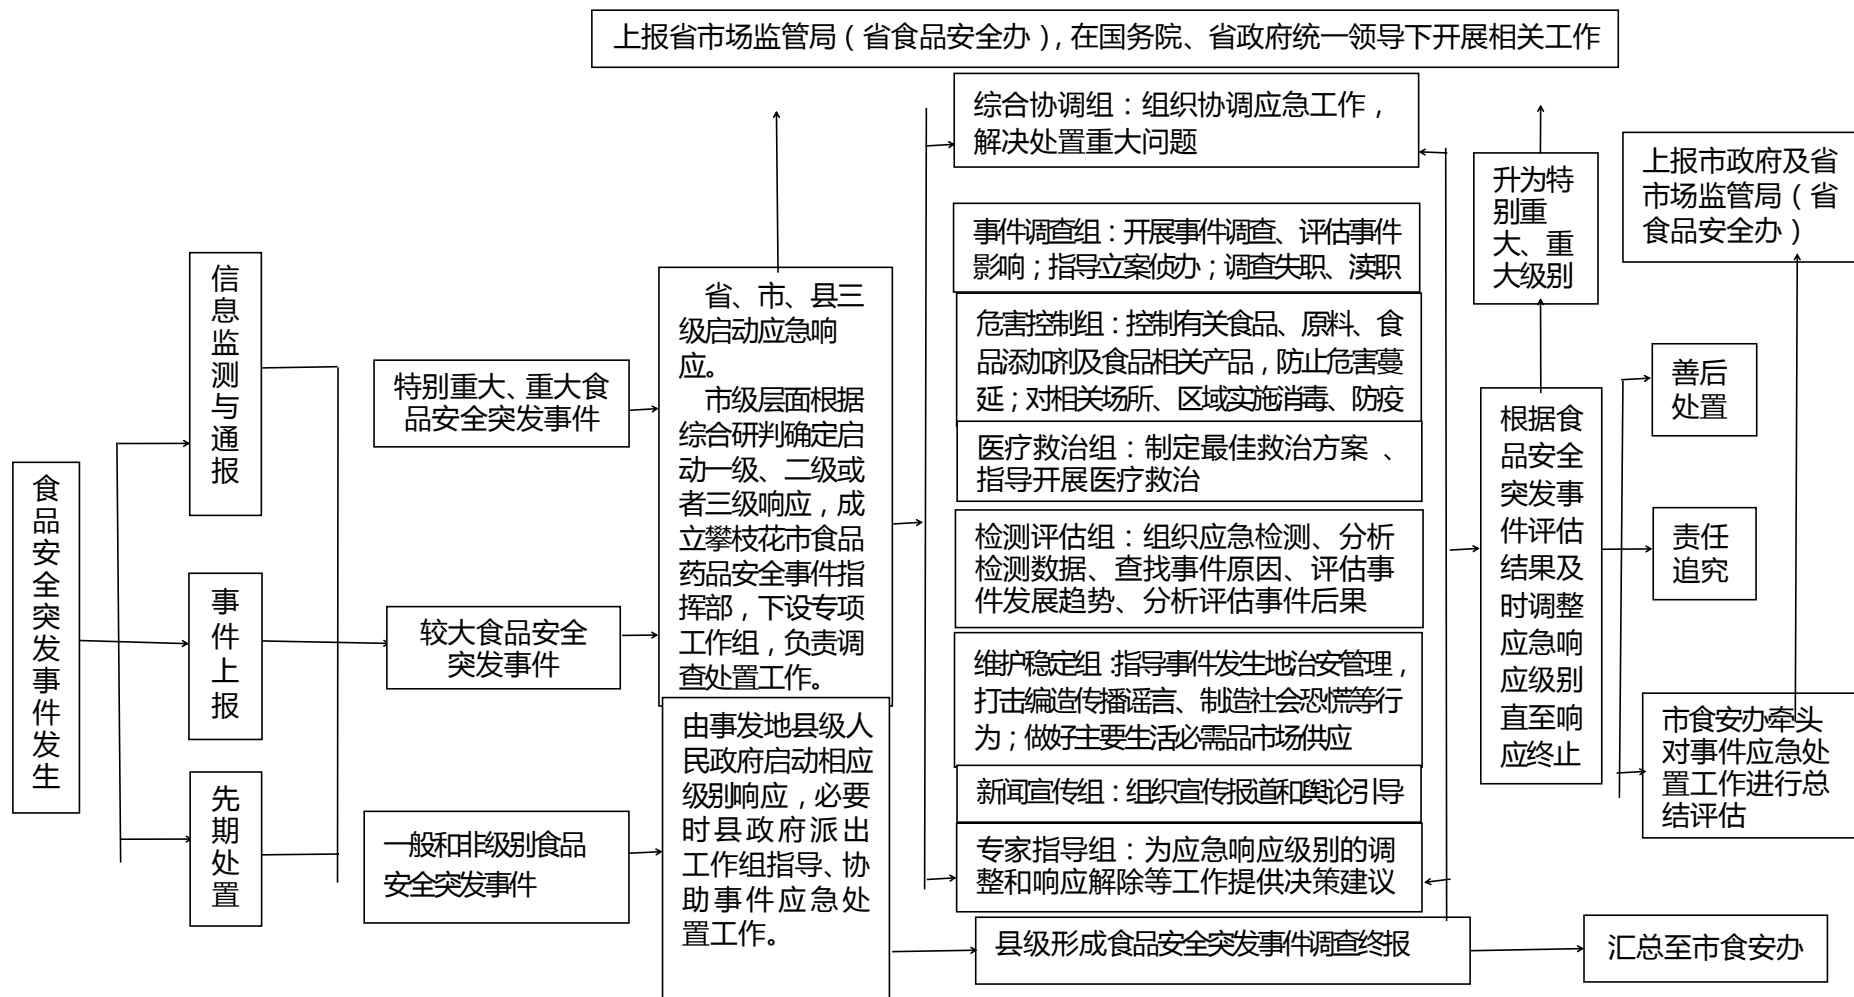 上报省市场监管局（省食品安全办）,在国务院、省政府统一领导下开展相关工作
食品安全突发事件发生
信息监测与通报
事件上报
先期处置
特别重大、重大食
品安全突发事件
较大食品安全
突发事件
一般和非级别食品
安全突发事件
省、市、县三
级启动应急响
应。
市级层面根据
综合研判确定启
动一级、二级或
者三级响应，成
立攀枝花市食品
药品安全事件指
挥部，下设专项
工作组，负责调
查处置工作。
由事发地县级人
民政府启动相应
级别响应，必要
时县政府派出
工作组指导、协
助事件应急处
置工作。
综合协调组：组织协调应急工作，
解决处置重大问题
事件调查组：开展事件调查、评估事件
影响；指导立案侦办；调查失职、渎职
危害控制组：控制有关食品、原料、食
品添加剂及食品相关产品，防止危害蔓
延；对相关场所、区域实施消毒、防疫
医疗救治组：制定最佳救治方案 、
指导开展医疗救治
检测评估组：组织应急检测、分析
检测数据、查找事件原因、评估事
件发展趋势、分析评估事件后果
维护稳定组：指导事件发生地治安管理，
打击编造传播谣言、制造社会恐慌等行
为；做好主要生活必需品市场供应
新闻宣传组：组织宣传报道和舆论引导
专家指导组：为应急响应级别的调
整和响应解除等工作提供决策建议
县级形成食品安全突发事件调查终报
汇总至市食安办
升为特
别重
大、重
大级别
根据食
品安全
突发事
件评估
结果及
时调整
应急响
应级别
直至响
应终止
上报市政府及省
市场监管局（省
食品安全办）
善后
处置
责任
追究
市食安办牵头
对事件应急处
置工作进行总
结评估